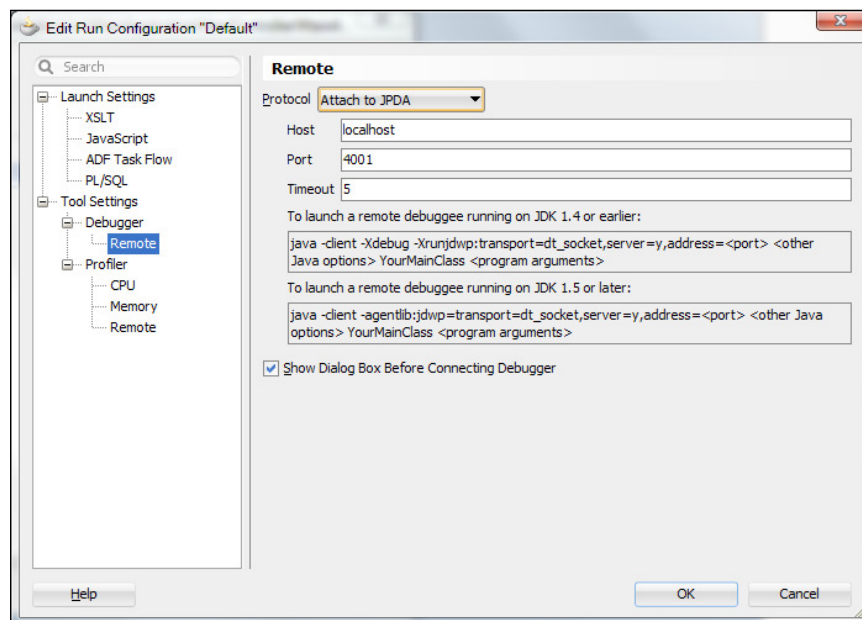 Edit Run Configuration "Default"
Search
Launch Settings
XSLT
JavaScript
ADF Task Flow
PL/SQL
Tool Settings
Debugger
Remote
Profiler
CPU
Memory
Remote
Remote
Protocol Attach to JPDA
Host localhost
Port 4001
Timeout 5
To launch a remote debuggee running on JDK 1.4 or earlier:
java -client -Xdebug -Xrunjdwp:transport=dt_socket,server=y,address=<port> <other
Java options> YourMainClass <program arguments>
To launch a remote debuggee running on JDK 1.5 or later:
java -client -agentlib:jdwp=transport=dt_socket,server=y,address=<port> <other Java
options> YourMainClass <program arguments>
Show Dialog Box Before Connecting Debugger
Help
OK
Cancel